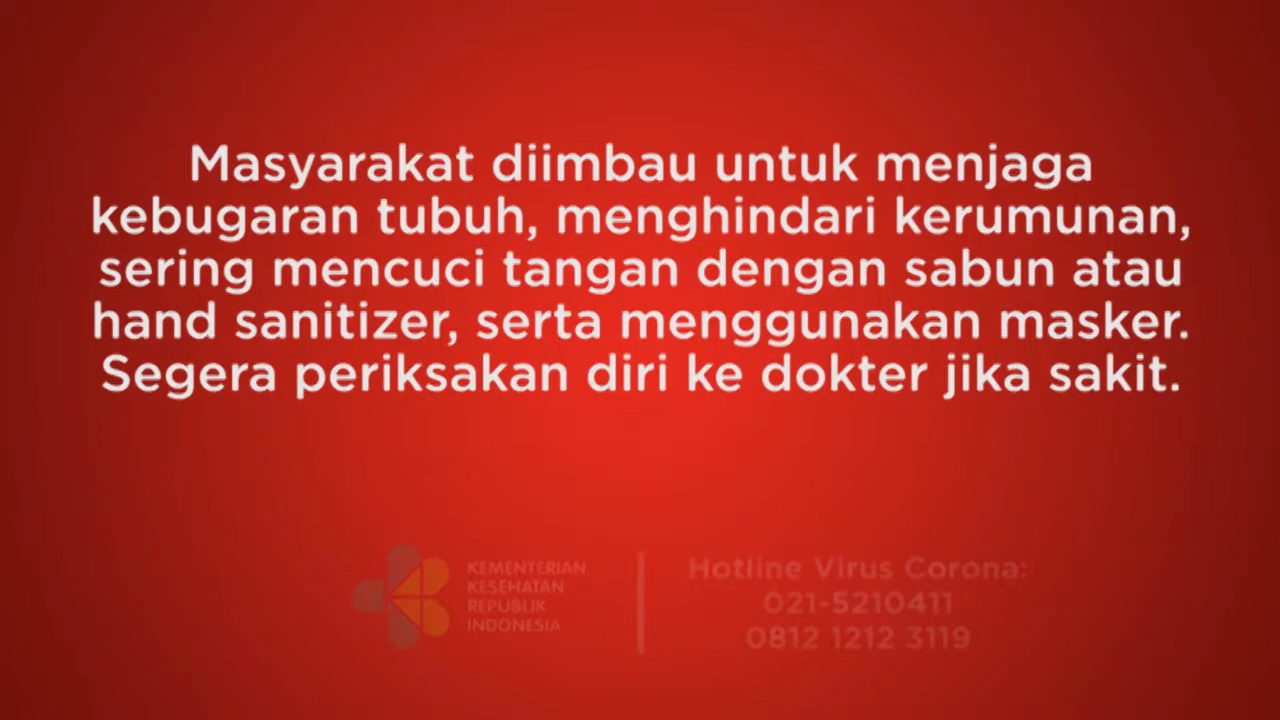 Masyarakat diimbau untuk menjaga
kebugaran tubuh, menghindari kerumunan,
sering mencuci tangan dengan sabun atau
hand sanitizer, serta menggunakan masker.
Segera periksakan diri ke dokter jika sakit.
KEMENTERIAN
KESEHATAN
REPUBLIK
INDONESIA
Hotline Virus Corona:
021-5210411
0812 1212 3119